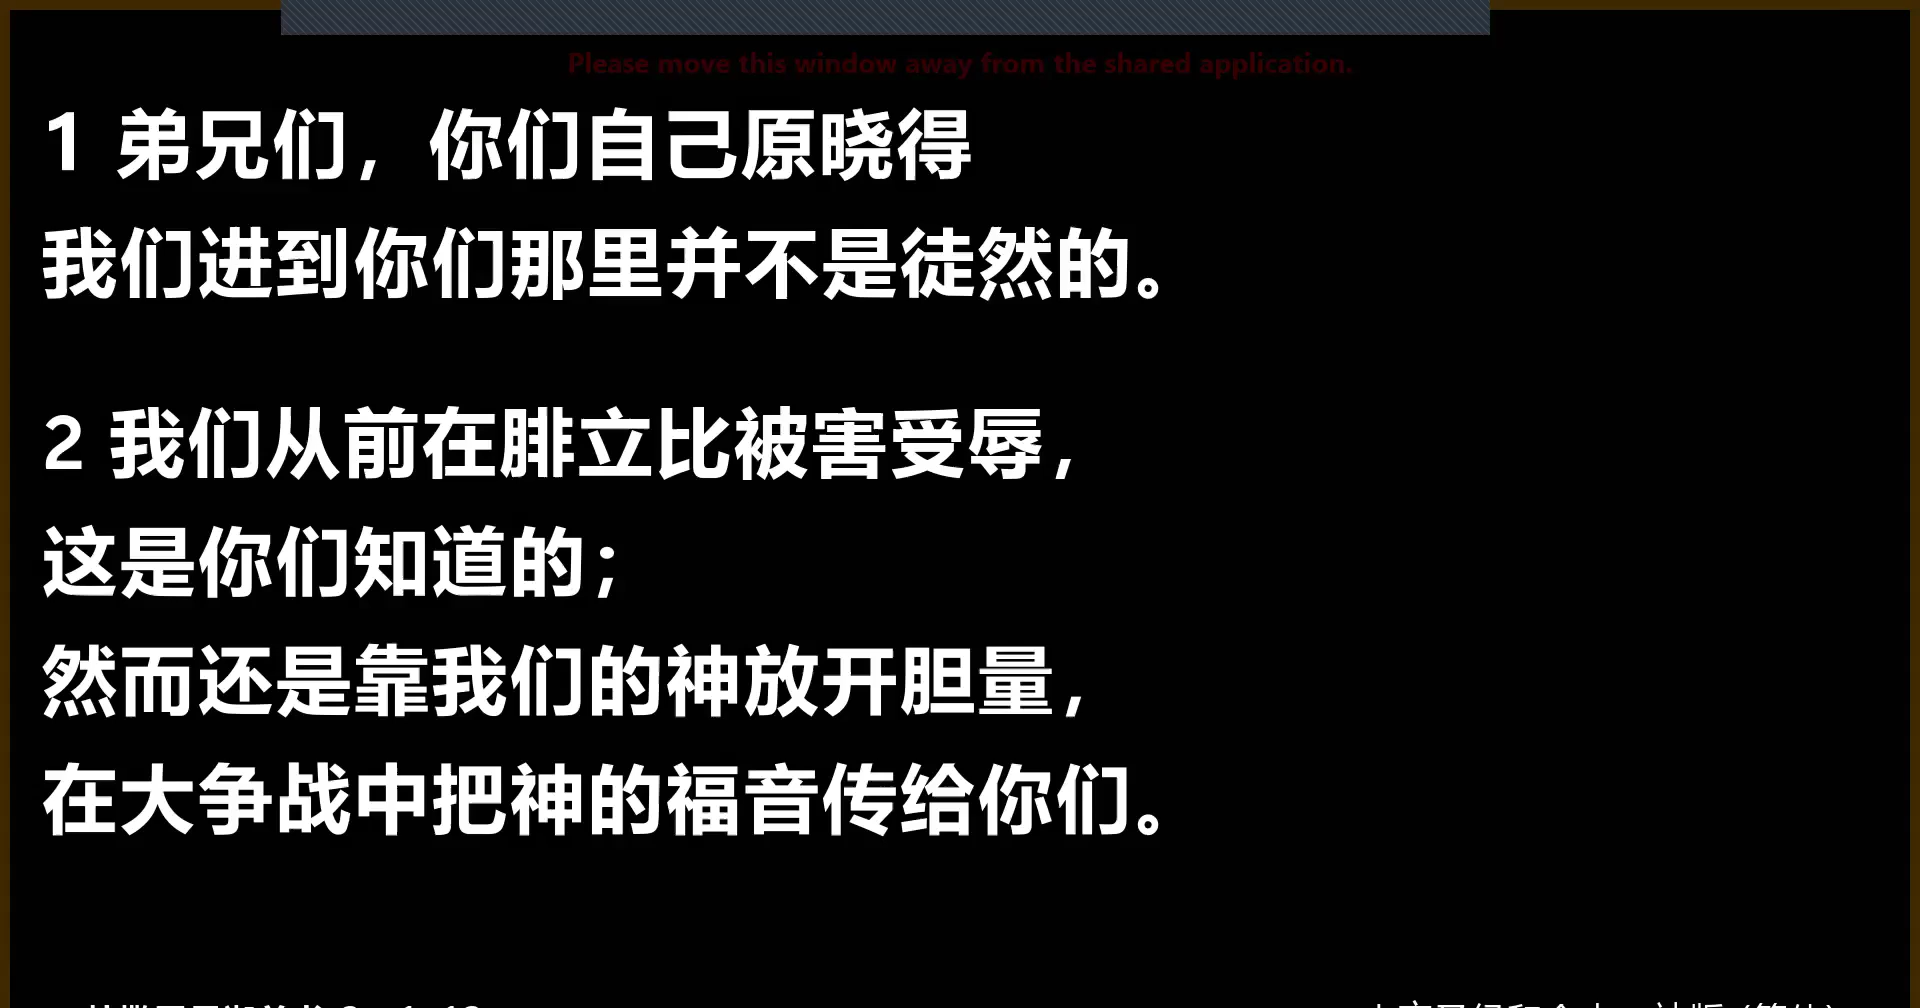 Please move this window away from the shared application.
1 弟兄们，你们自己原晓得
我们进到你们那里并不是徒然的。
2 我们从前在腓立比被害受辱，
这是你们知道的；
然而还是靠我们的神放开胆量，
在大争战中把神的福音传给你们。